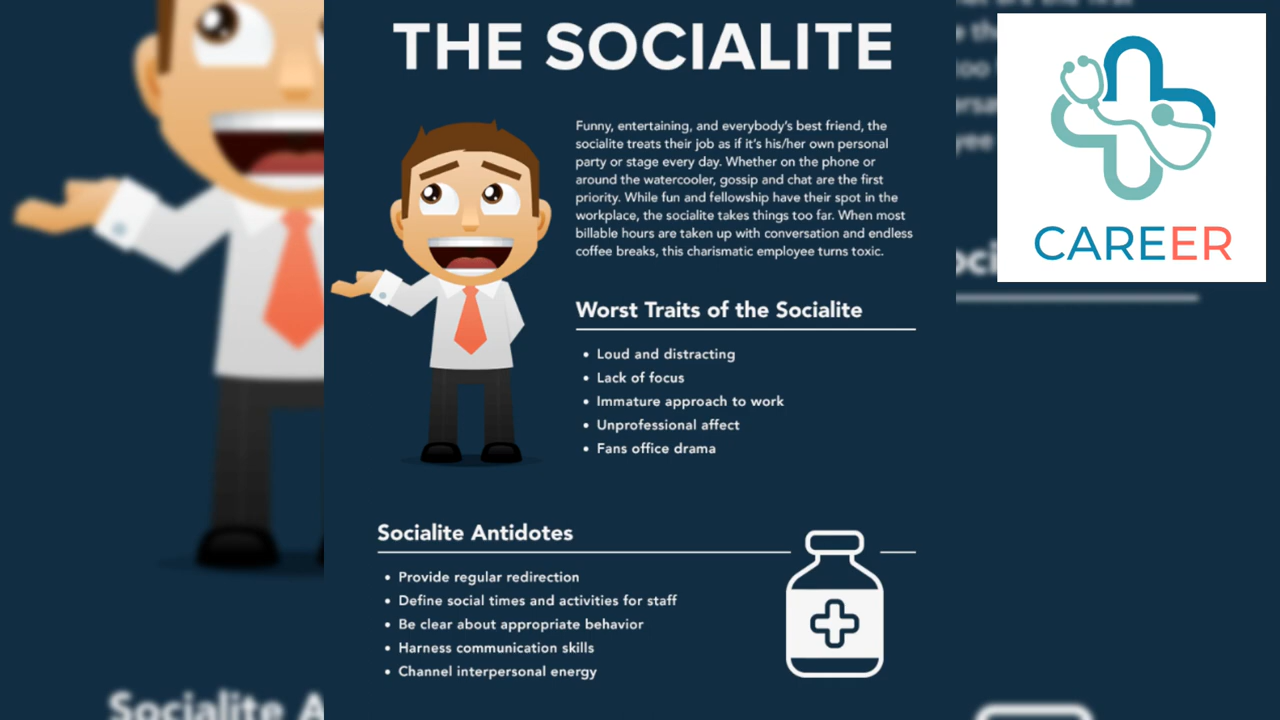 THE SOCIALITE
Funny, entertaining, and everybody's best friend, the
socialite treats their job as if it's his/her own personal
party or stage every day. Whether on the phone or
around the watercooler, gossip and chat are the first
priority. While fun and fellowship have their spot in the
workplace, the socialite takes things too far. When most
billable hours are taken up with conversation and endless
coffee breaks, this charismatic employee turns toxic.
Worst Traits of the Socialite
• Loud and distracting
• Lack of focus
• Immature approach to work
• Unprofessional affect
• Fans office drama
Socialite Antidotes
• Provide regular redirection
• Define social times and activities for staff
• Be clear about appropriate behavior
• Harness communication skills
• Channel interpersonal energy
CAREER
Socialite A